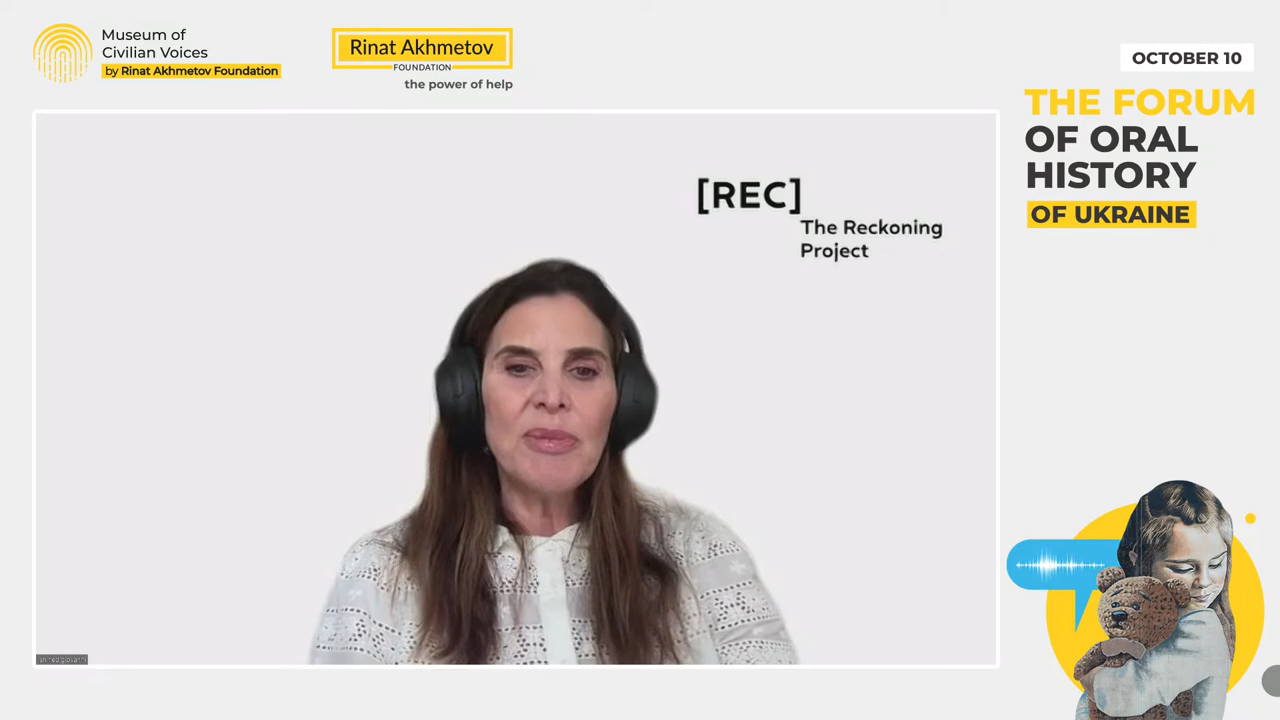 Museum of
Civilian Voices
by Rinat Akhmetov Foundation
Rinat Akhmetov
FOUNDATION
the power of help
OCTOBER 10
THE FORUM
OF ORAL
HISTORY
OF UKRAINE
[REC]
The Reckoning
Project